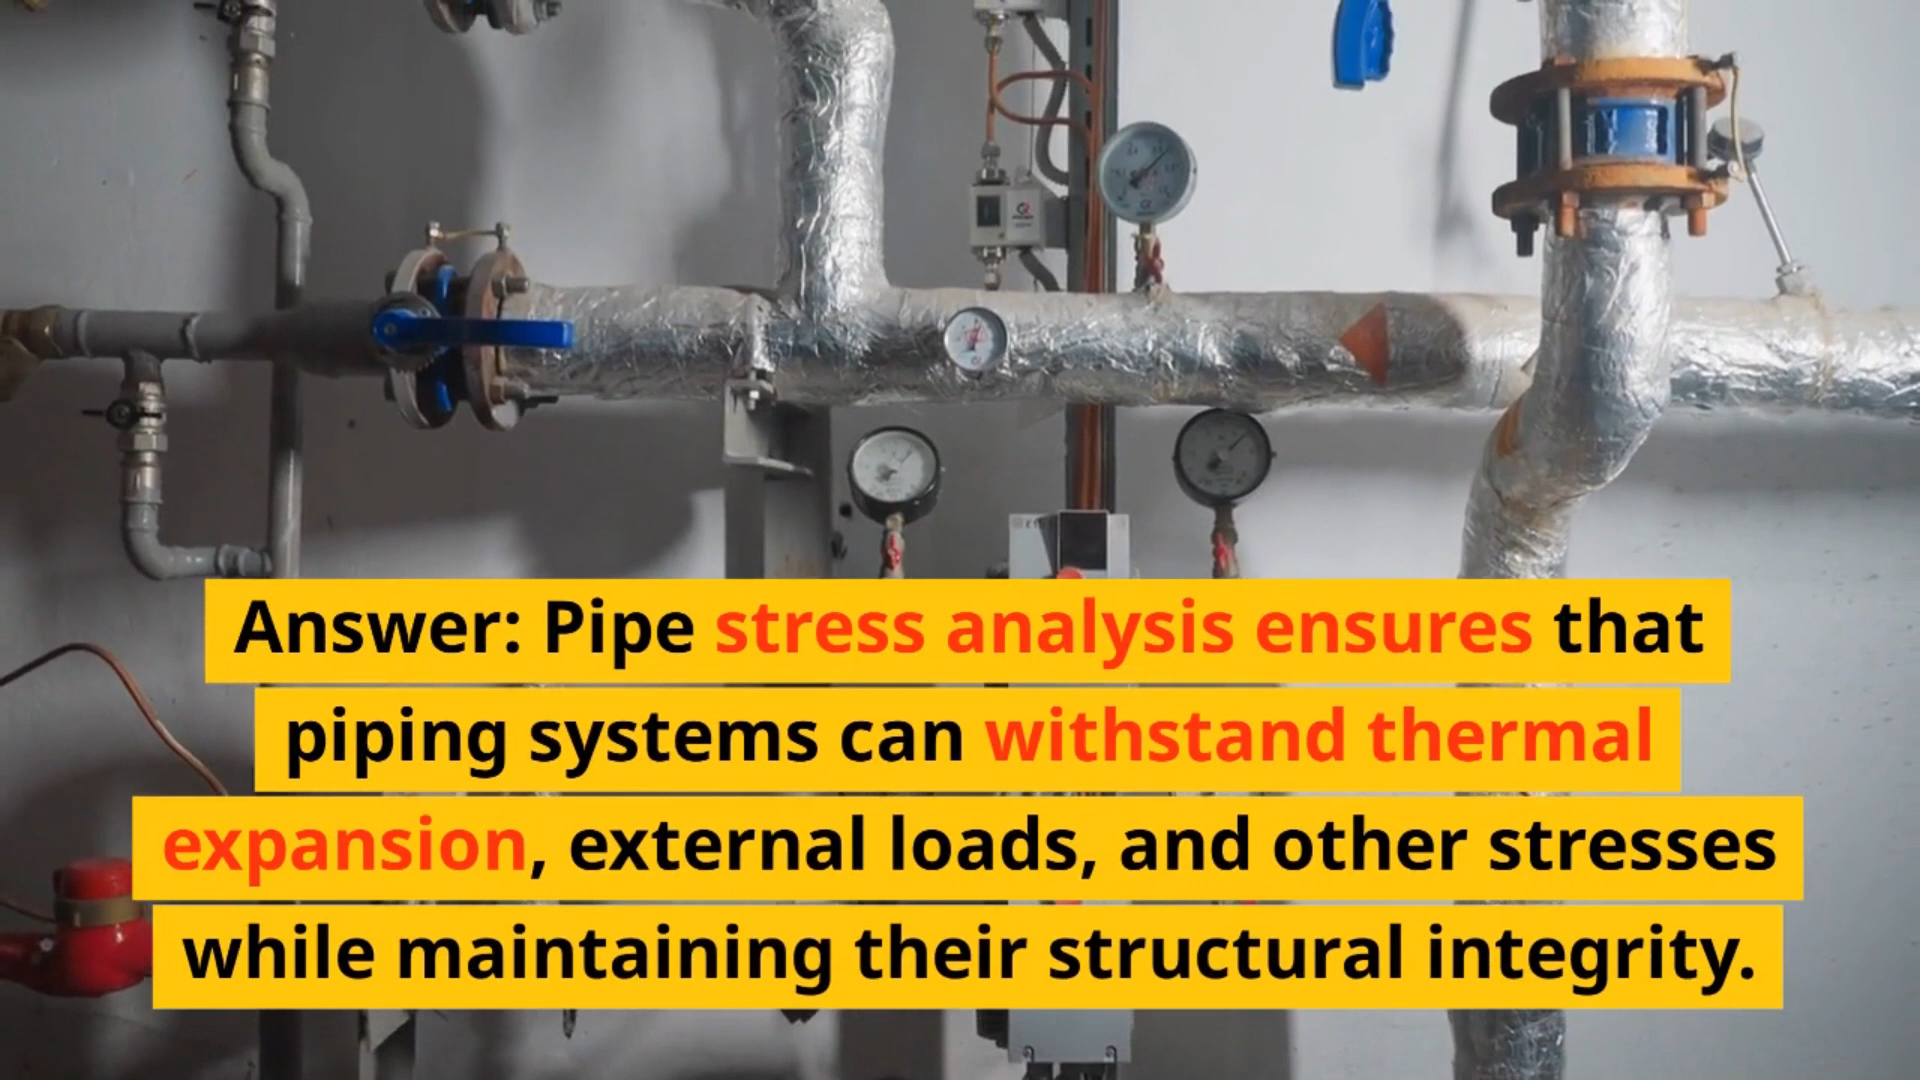 Answer: Pipe stress analysis ensures that
piping systems can withstand thermal
expansion, external loads, and other stresses
while maintaining their structural integrity.